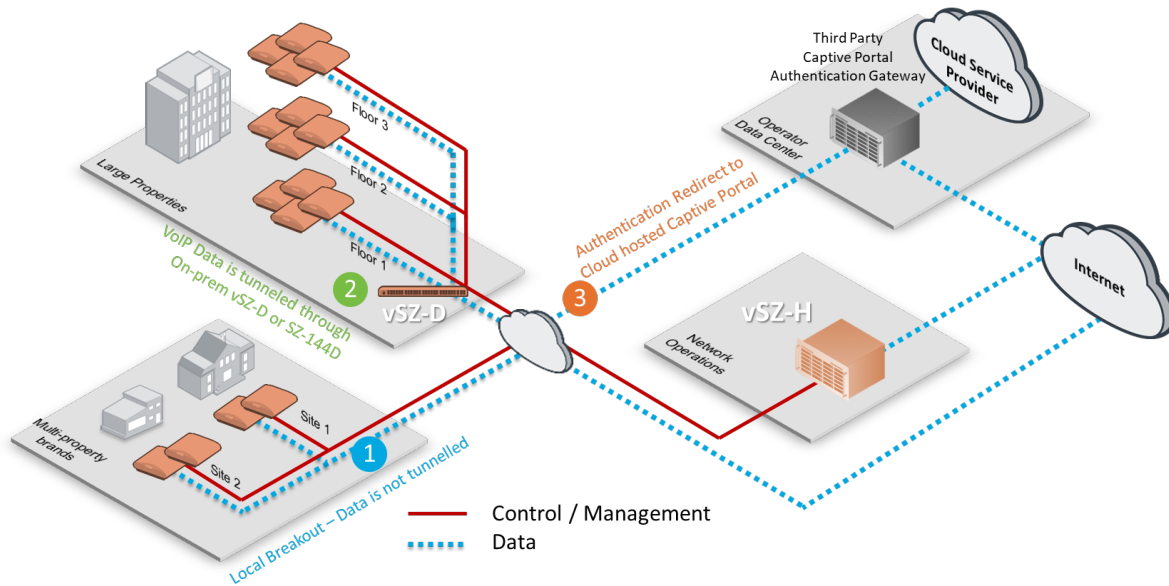 Third Party
Captive Portal
Authentication Gateway
Cloud Service
Provider
Operator
Data Center
Floor 3
Floor 2
Floor 1
Large Properties
VoIP Data is tunneled through
On-prem vSZ-D or SZ-144D
2
vSZ-D
Authentication Redirect to
Cloud hosted Captive Portal
3
Internet
vSZ-H
Network
Operations
Multi-property
brands
Site 1
Site 2
1
Local Breakout – Data is not tunnelled
Control / Management
Data